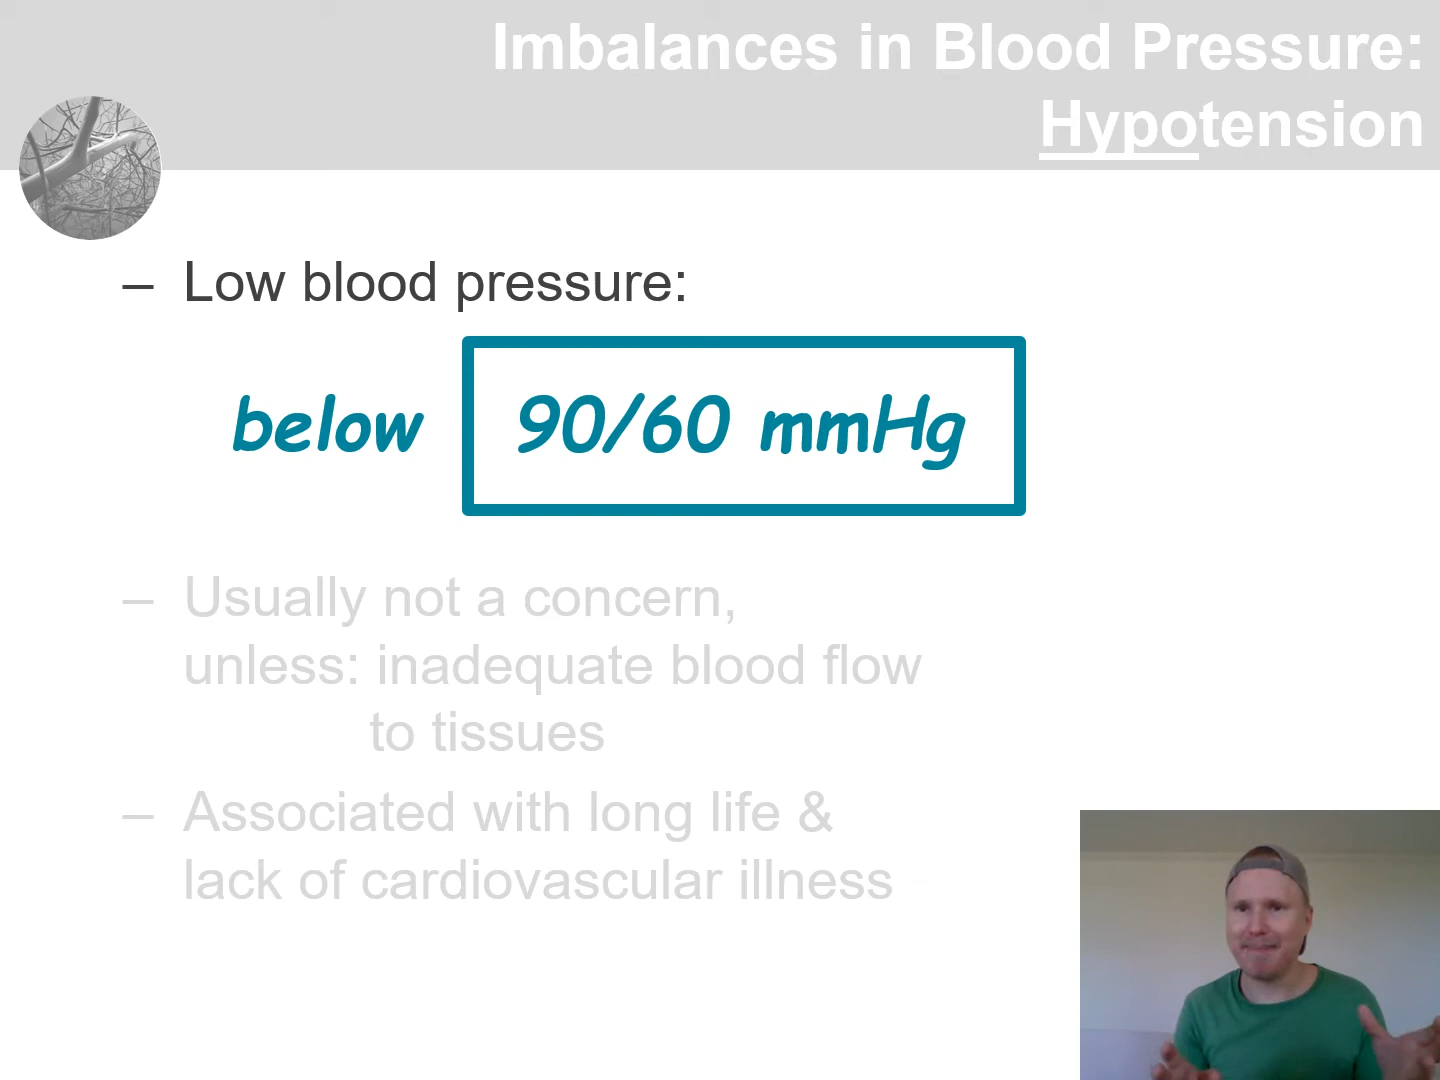 Imbalances in Blood Pressure:
Hypotension
– Low blood pressure:
below 90/60 mmHg
– Usually not a concern,
unless: inadequate blood flow
to tissues
– Associated with long life &
lack of cardiovascular illness